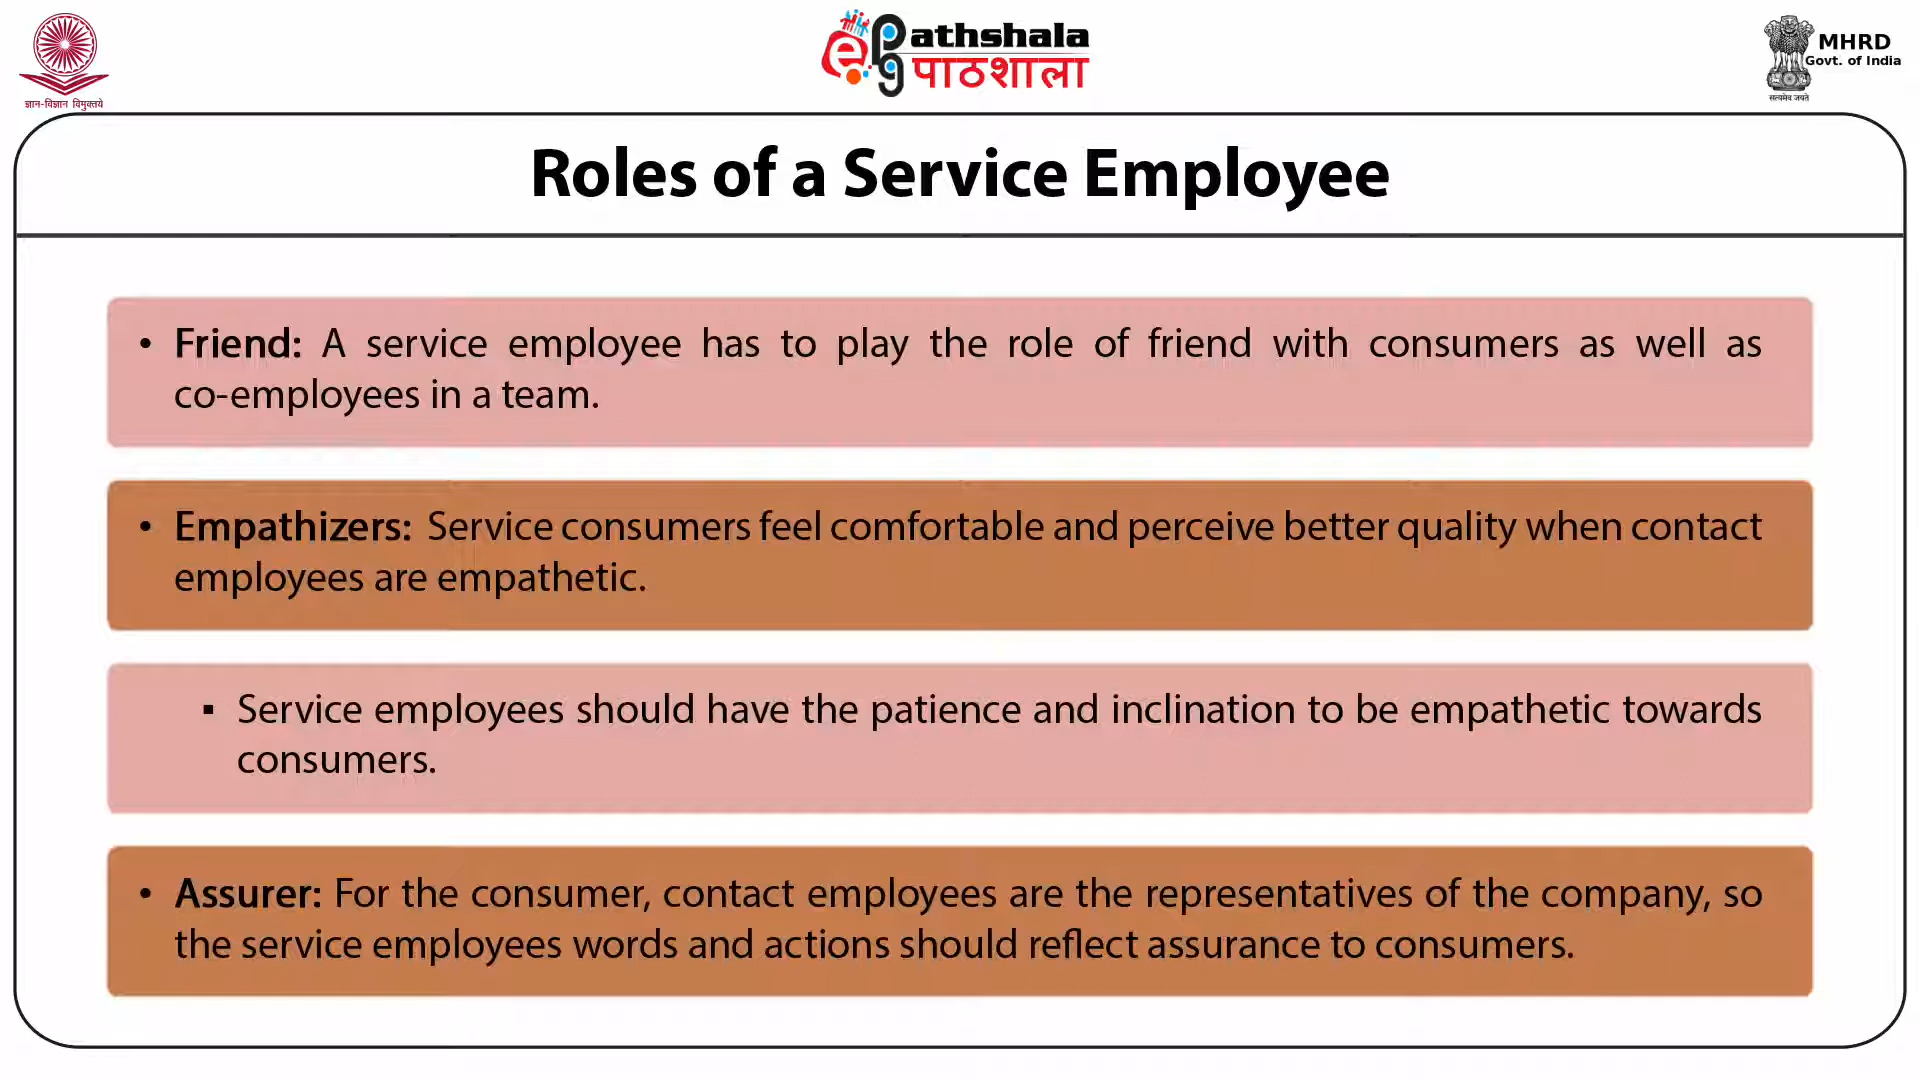 ज्ञान-विज्ञान विमुक्तये
ePathshala
पाठशाला
MHRD
Govt. of India
सत्यमेव जयते
Roles of a Service Employee
• Friend: A service employee has to play the role of friend with consumers as well as
co-employees in a team.
• Empathizers: Service consumers feel comfortable and perceive better quality when contact
employees are empathetic.
▪ Service employees should have the patience and inclination to be empathetic towards
consumers.
• Assurer: For the consumer, contact employees are the representatives of the company, so
the service employees words and actions should reflect assurance to consumers.